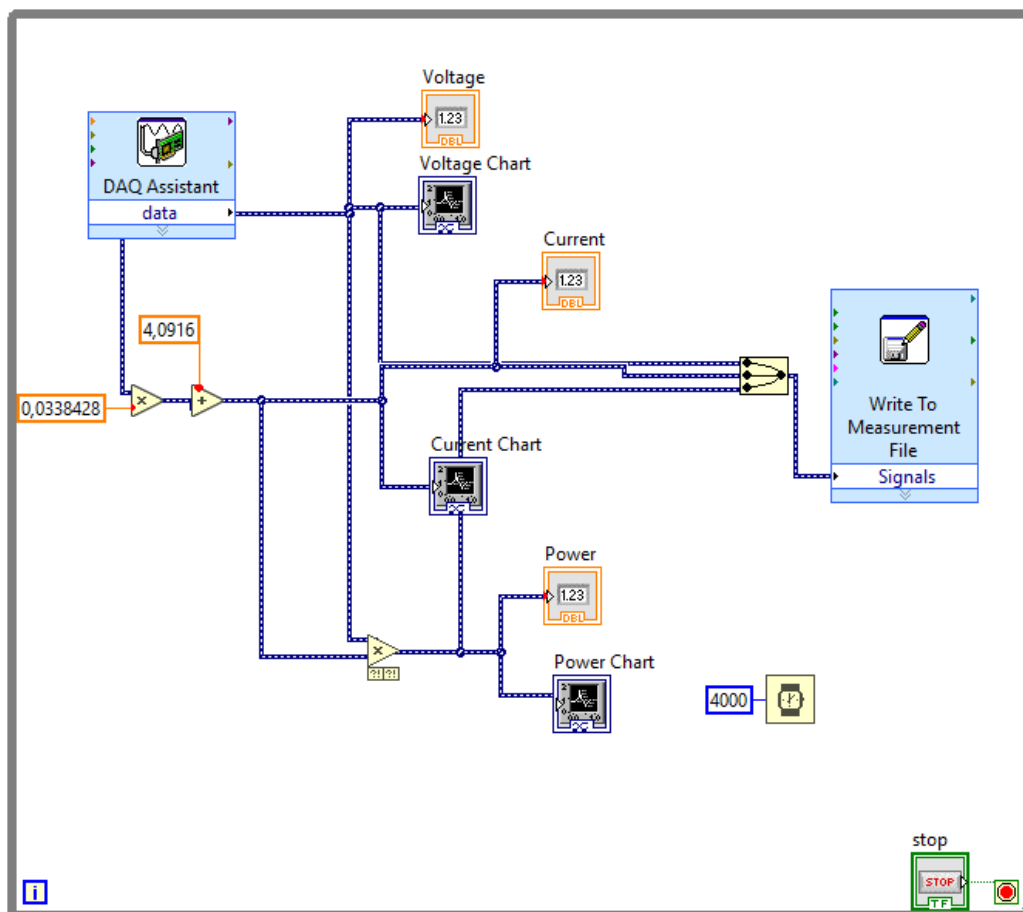 Voltage
1.23
DBL
DAQ Assistant
data
Voltage Chart
Current
1.23
DBL
4,0916
0,0338428
Write To
Measurement
File
Signals
Current Chart
Power
1.23
DBL
Power Chart
4000
stop
STOP
TF
i